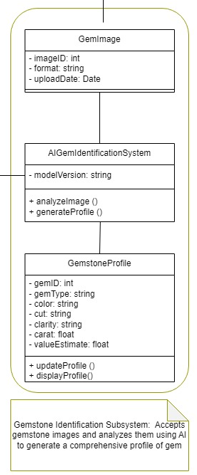 GemImage
- imageID: int
- format: string
- uploadDate: Date
AIGemIdentificationSystem
- modelVersion: string
+ analyzeImage ()
+ generateProfile ()
GemstoneProfile
- gemID: int
- gemType: string
- color: string
- cut: string
- clarity: string
- carat: float
- valueEstimate: float
+ updateProfile ()
+ displayProfile()
Gemstone Identification Subsystem: Accepts
gemstone images and analyzes them using AI
to generate a comprehensive profile of gem